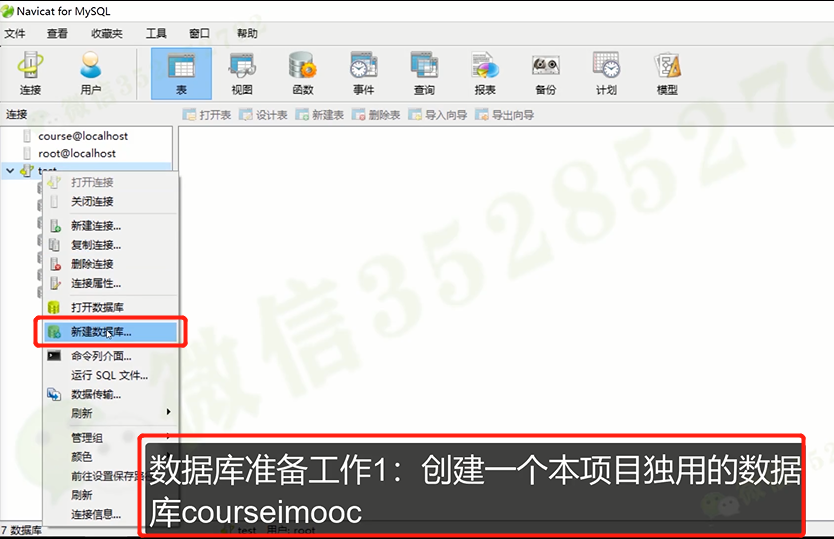 Navicat for MySQL
文件 查看 收藏夹 工具 窗口 帮助
连接 用户 表 视图 函数 事件 查询 报表 备份 计划 模型
连接 打开表 设计表 新建表 删除表 导入向导 导出向导
course@localhost
root@localhost
test
打开连接
关闭连接
新建连接...
复制连接...
删除连接
连接属性...
打开数据库
新建数据库...
命令列介面...
运行 SQL 文件...
数据传输...
刷新
管理组
颜色
前往设置保存路
刷新
连接信息...
数据库准备工作1：创建一个本项目独用的数据
库courseimooc
7 数据库 test 用户: root
微信3528527